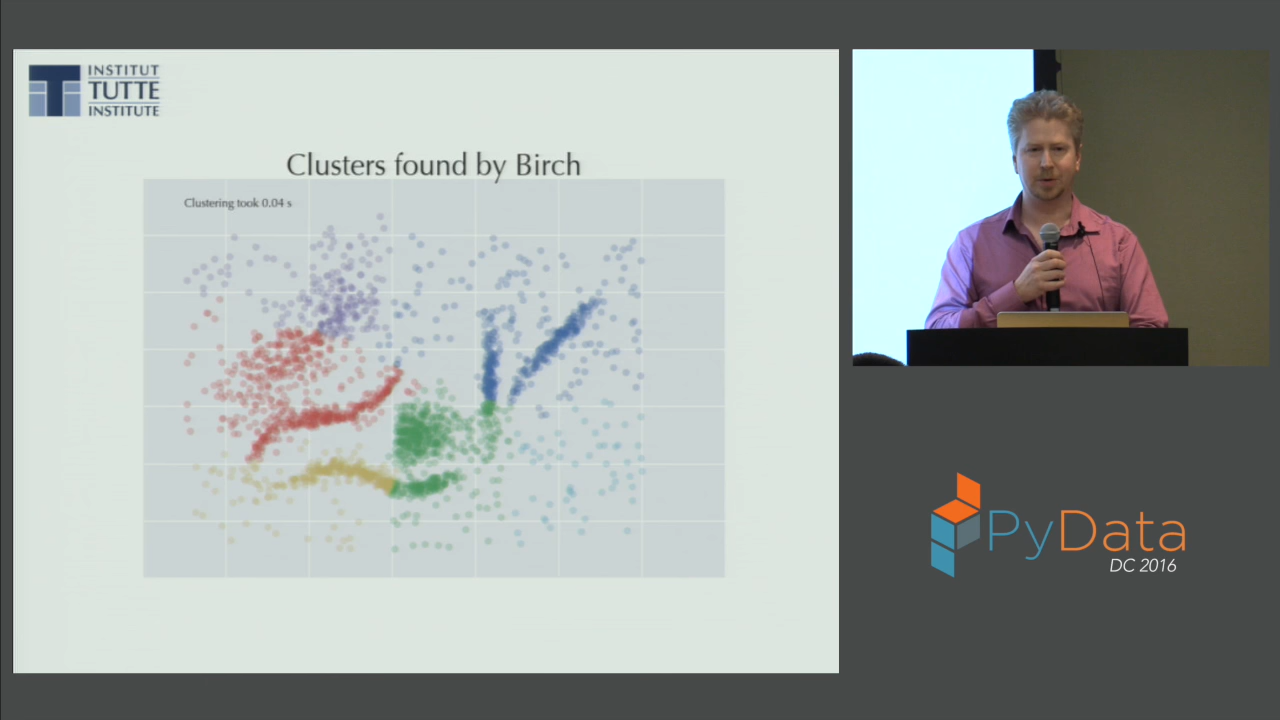 INSTITUT
TUTTE
INSTITUTE
Clusters found by Birch
Clustering took 0.04 s
PyData
DC 2016